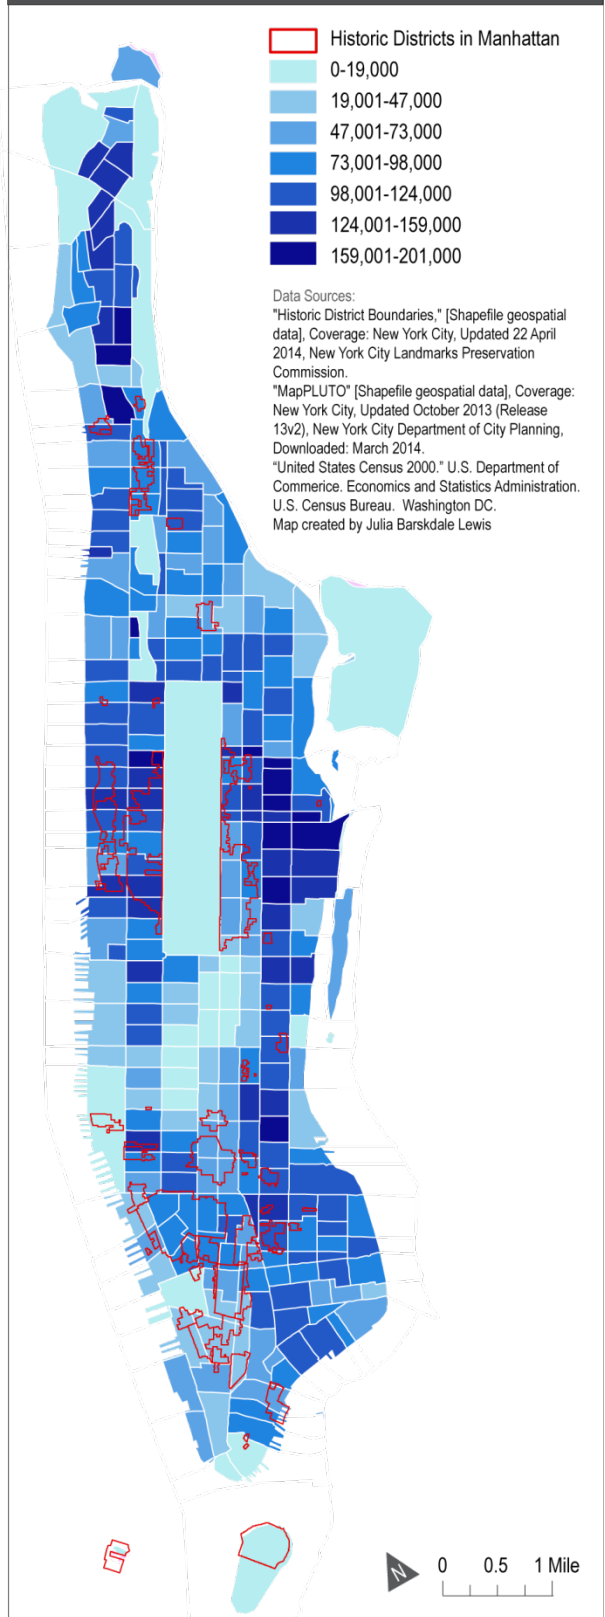 Historic Districts in Manhattan
0-19,000
19,001-47,000
47,001-73,000
73,001-98,000
98,001-124,000
124,001-159,000
159,001-201,000
Data Sources:
"Historic District Boundaries," [Shapefile geospatial
data], Coverage: New York City, Updated 22 April
2014, New York City Landmarks Preservation
Commission.
"MapPLUTO" [Shapefile geospatial data], Coverage:
New York City, Updated October 2013 (Release
13v2), New York City Department of City Planning,
Downloaded: March 2014.
“United States Census 2000.” U.S. Department of
Commerice. Economics and Statistics Administration.
U.S. Census Bureau.  Washington DC.
Map created by Julia Barskdale Lewis
N
0 0.5 1 Mile